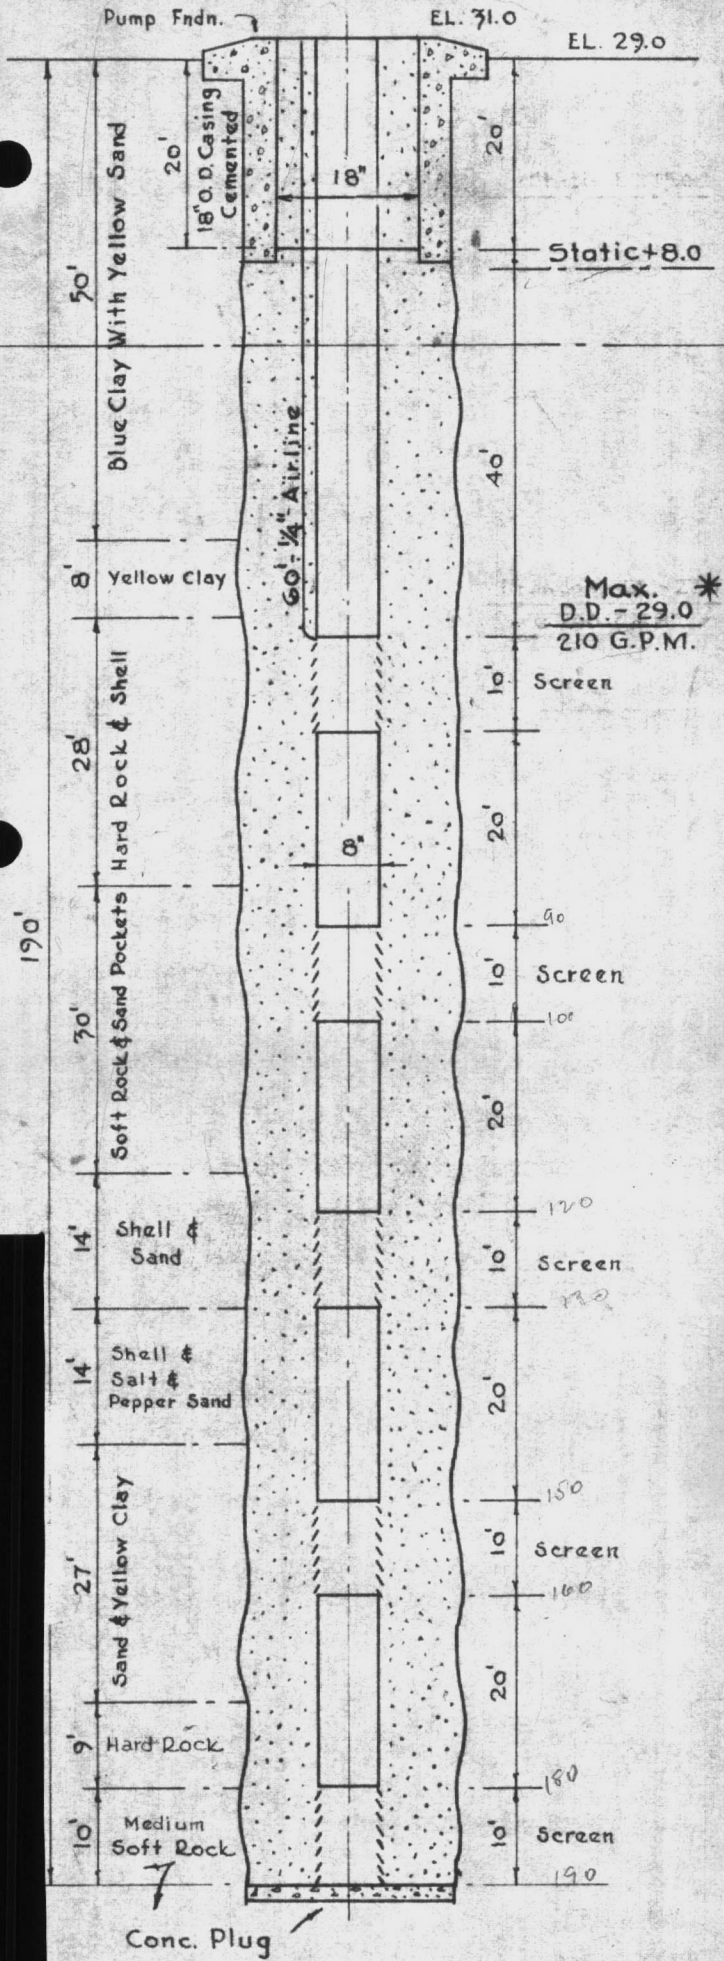 Pump Fndn.
EL. 31.0
EL. 29.0
20'
18" O.D. Casing
Cemented
18"
20'
Static+8.0
50'
Blue Clay With Yellow Sand
60'-¼" Airline
40'
8'
Yellow Clay
Max. *
D.D. - 29.0
210 G.P.M.
10'
Screen
28'
Hard Rock & Shell
20'
8"
90
190'
30'
Soft Rock & Sand Pockets
10'
Screen
100
20'
120
14'
Shell &
Sand
10'
Screen
130
14'
Shell &
Salt &
Pepper Sand
20'
150
27'
Sand & Yellow Clay
10'
Screen
160
20'
9'
Hard Rock
180
10'
Medium
Soft Rock
10'
Screen
190
Conc. Plug